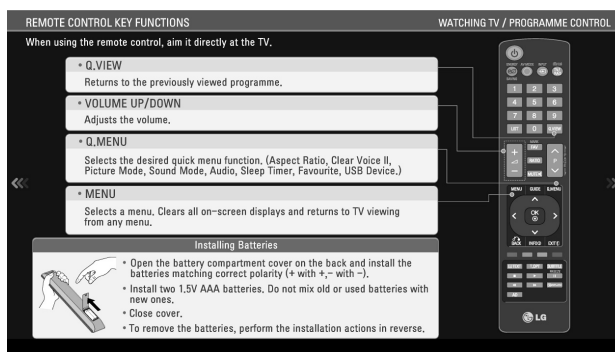 REMOTE CONTROL KEY FUNCTIONS
WATCHING TV / PROGRAMME CONTROL
When using the remote control, aim it directly at the TV.
• Q.VIEW
Returns to the previously viewed programme.
• VOLUME UP/DOWN
Adjusts the volume.
• Q.MENU
Selects the desired quick menu function. (Aspect Ratio, Clear Voice II,
Picture Mode, Sound Mode, Audio, Sleep Timer, Favourite, USB Device.)
• MENU
Selects a menu. Clears all on-screen displays and returns to TV viewing
from any menu.
Installing Batteries
• Open the battery compartment cover on the back and install the
batteries matching correct polarity (+ with +,- with -).
• Install two 1.5V AAA batteries. Do not mix old or used batteries with
new ones.
• Close cover.
• To remove the batteries, perform the installation actions in reverse.
1 2 3
4 5 6
7 8 9
LIST 0 Q.VIEW
+ FAV
P
- MUTE
MENU GUIDE Q.MENU
OK
BACK INFO EXIT
AD
LG